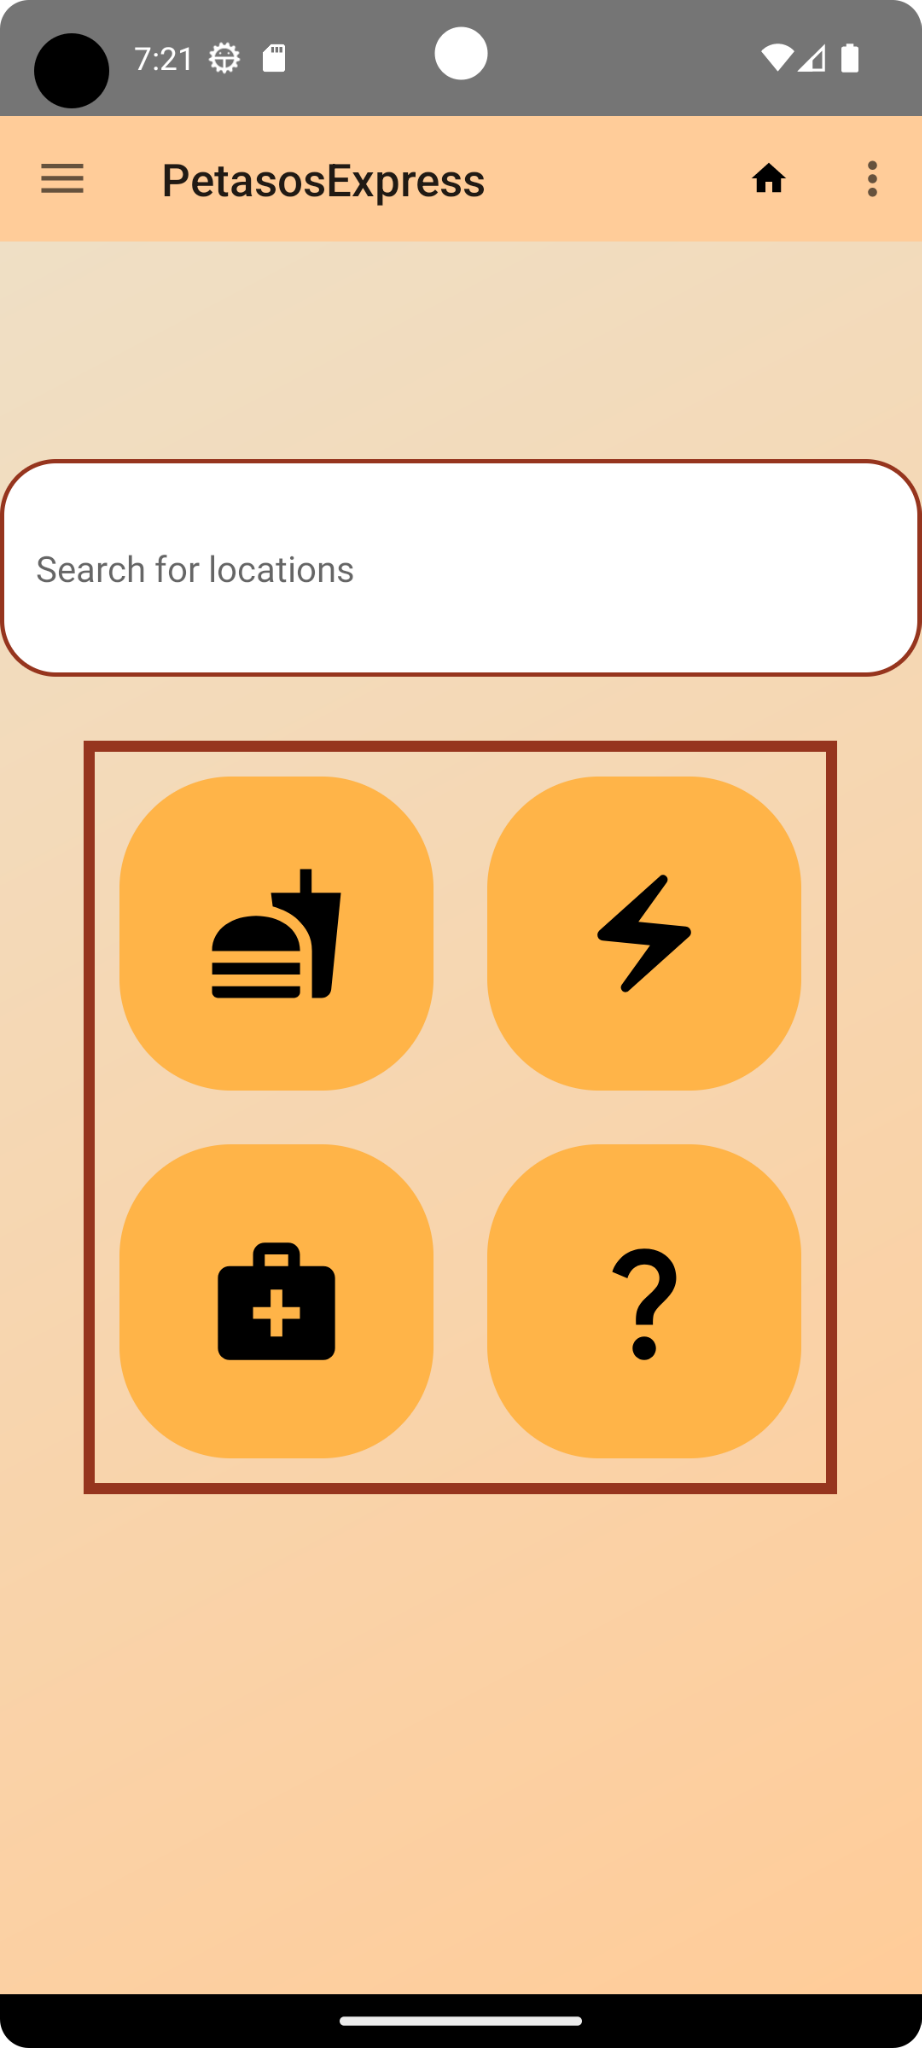 7:21
PetasosExpress
Search for locations
?